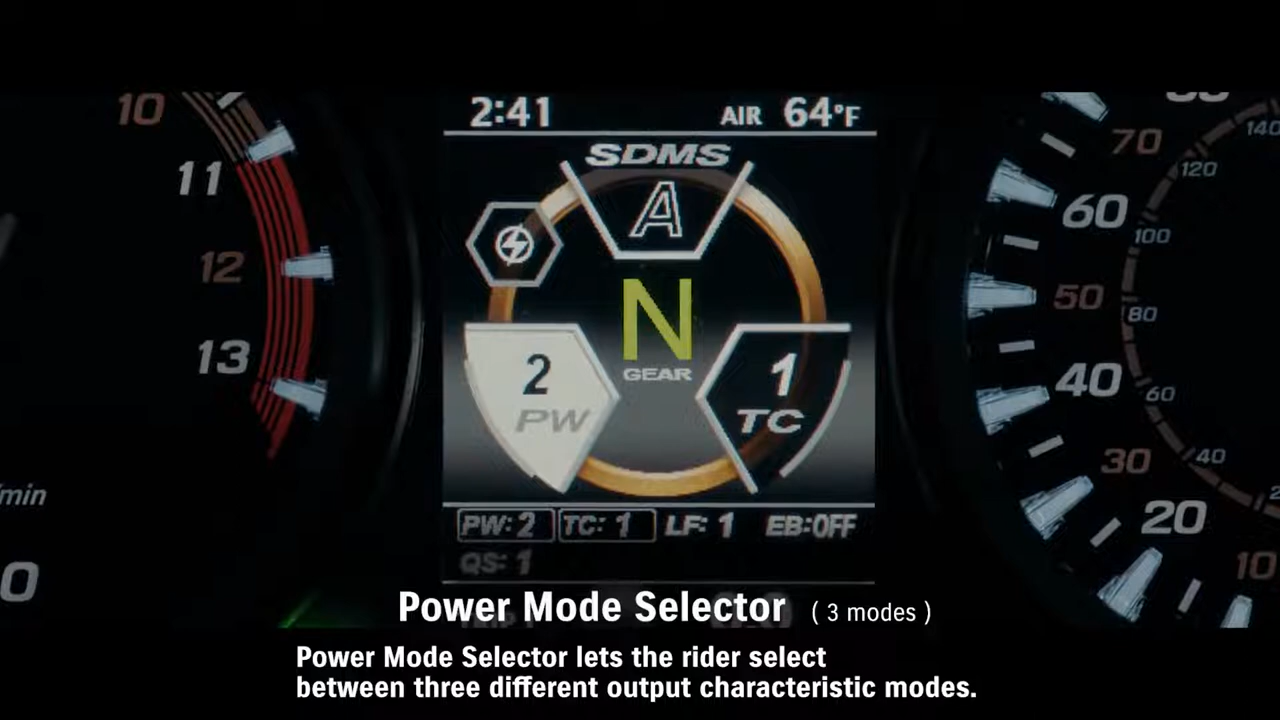 2:41 AIR 64°F
SDMS
A
N
GEAR
2
PW
1
TC
PW: 2 TC: 1 LF: 1 EB:OFF
QS: 1
10
11
12
13
/min
0
70
60
50
40
30
20
10
140
120
100
80
60
40
Power Mode Selector ( 3 modes )
Power Mode Selector lets the rider select
between three different output characteristic modes.